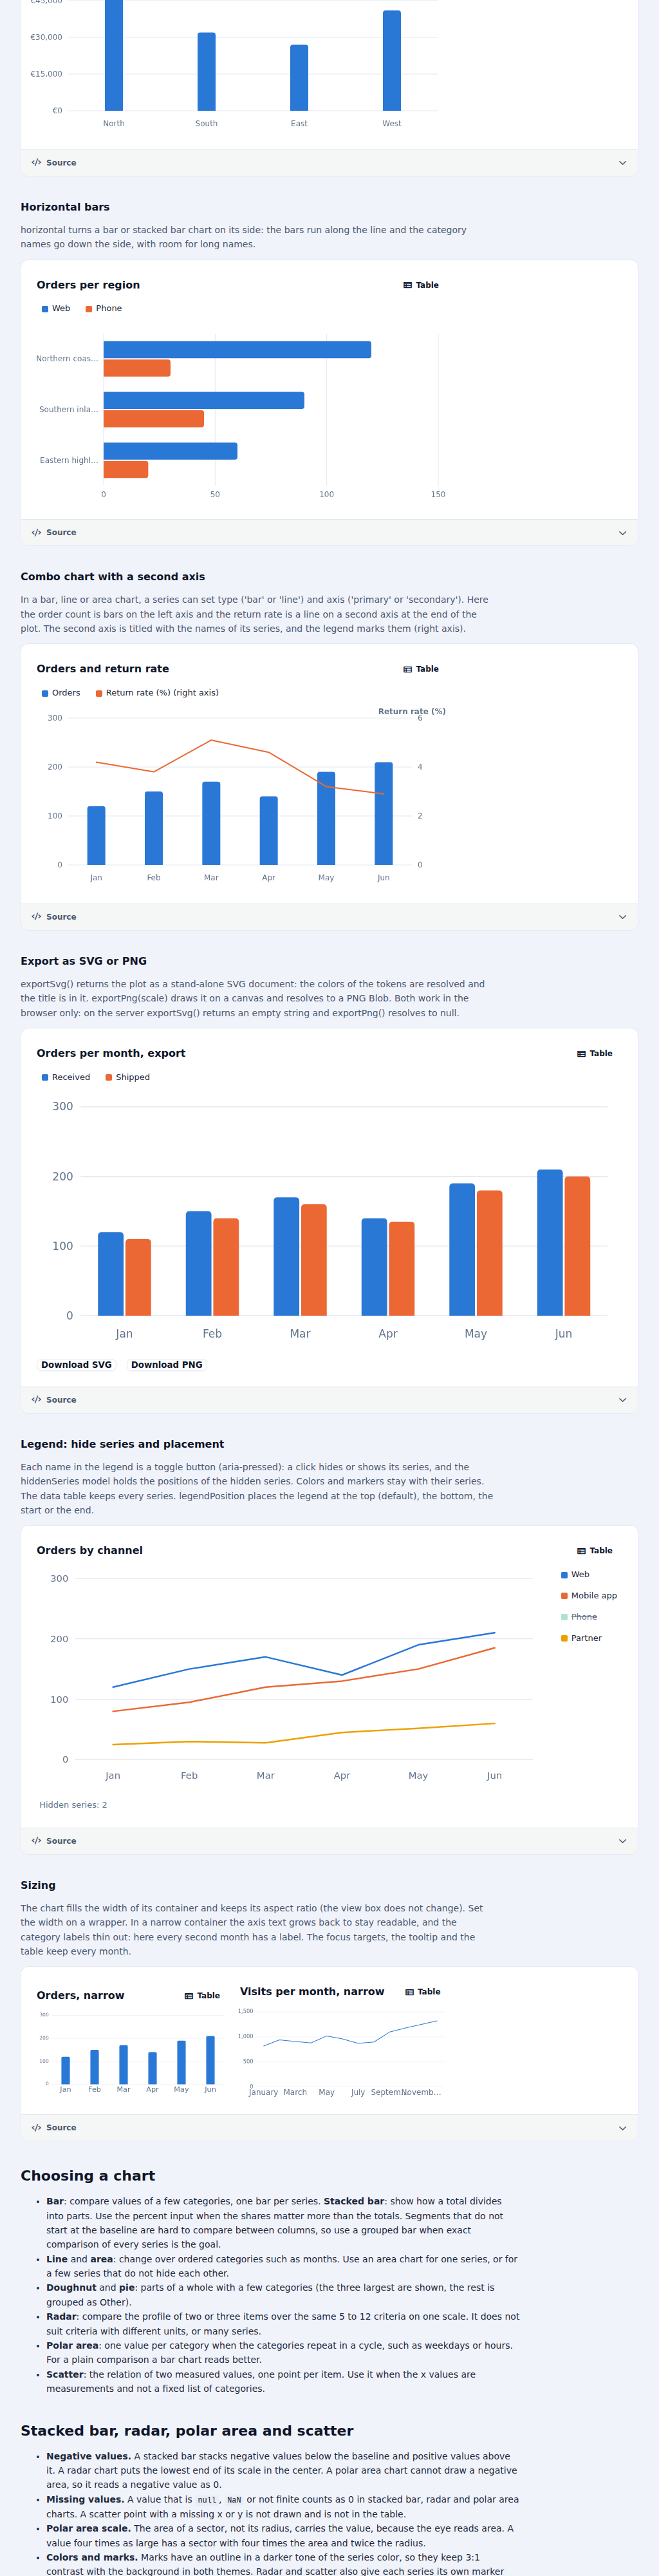 €45,000
€30,000
€15,000
€0
North South East West
Source
Horizontal bars
horizontal turns a bar or stacked bar chart on its side: the bars run along the line and the category
names go down the side, with room for long names.
Orders per region Table
Web Phone
Northern coas…
Southern inla…
Eastern highl…
0 50 100 150
Source
Combo chart with a second axis
In a bar, line or area chart, a series can set type ('bar' or 'line') and axis ('primary' or 'secondary'). Here
the order count is bars on the left axis and the return rate is a line on a second axis at the end of the
plot. The second axis is titled with the names of its series, and the legend marks them (right axis).
Orders and return rate Table
Orders Return rate (%) (right axis)
Return rate (%)
300 6
200 4
100 2
0 0
Jan Feb Mar Apr May Jun
Source
Export as SVG or PNG
exportSvg() returns the plot as a stand-alone SVG document: the colors of the tokens are resolved and
the title is in it. exportPng(scale) draws it on a canvas and resolves to a PNG Blob. Both work in the
browser only: on the server exportSvg() returns an empty string and exportPng() resolves to null.
Orders per month, export Table
Received Shipped
300
200
100
0
Jan Feb Mar Apr May Jun
Download SVG Download PNG
Source
Legend: hide series and placement
Each name in the legend is a toggle button (aria-pressed): a click hides or shows its series, and the
hiddenSeries model holds the positions of the hidden series. Colors and markers stay with their series.
The data table keeps every series. legendPosition places the legend at the top (default), the bottom, the
start or the end.
Orders by channel Table
Web
Mobile app
Phone
Partner
300
200
100
0
Jan Feb Mar Apr May Jun
Hidden series: 2
Source
Sizing
The chart fills the width of its container and keeps its aspect ratio (the view box does not change). Set
the width on a wrapper. In a narrow container the axis text grows back to stay readable, and the
category labels thin out: here every second month has a label. The focus targets, the tooltip and the
table keep every month.
Orders, narrow Table
300
200
100
0
Jan Feb Mar Apr May Jun
Visits per month, narrow Table
1,500
1,000
500
0
January March May July Septem… Novemb…
Source
Choosing a chart
• Bar: compare values of a few categories, one bar per series. Stacked bar: show how a total divides
into parts. Use the percent input when the shares matter more than the totals. Segments that do not
start at the baseline are hard to compare between columns, so use a grouped bar when exact
comparison of every series is the goal.
• Line and area: change over ordered categories such as months. Use an area chart for one series, or for
a few series that do not hide each other.
• Doughnut and pie: parts of a whole with a few categories (the three largest are shown, the rest is
grouped as Other).
• Radar: compare the profile of two or three items over the same 5 to 12 criteria on one scale. It does not
suit criteria with different units, or many series.
• Polar area: one value per category when the categories repeat in a cycle, such as weekdays or hours.
For a plain comparison a bar chart reads better.
• Scatter: the relation of two measured values, one point per item. Use it when the x values are
measurements and not a fixed list of categories.
Stacked bar, radar, polar area and scatter
• Negative values. A stacked bar stacks negative values below the baseline and positive values above
it. A radar chart puts the lowest end of its scale in the center. A polar area chart cannot draw a negative
area, so it reads a negative value as 0.
• Missing values. A value that is null, NaN or not finite counts as 0 in stacked bar, radar and polar area
charts. A scatter point with a missing x or y is not drawn and is not in the table.
• Polar area scale. The area of a sector, not its radius, carries the value, because the eye reads area. A
value four times as large has a sector with four times the area and twice the radius.
• Colors and marks. Marks have an outline in a darker tone of the series color, so they keep 3:1
contrast with the background in both themes. Radar and scatter also give each series its own marker